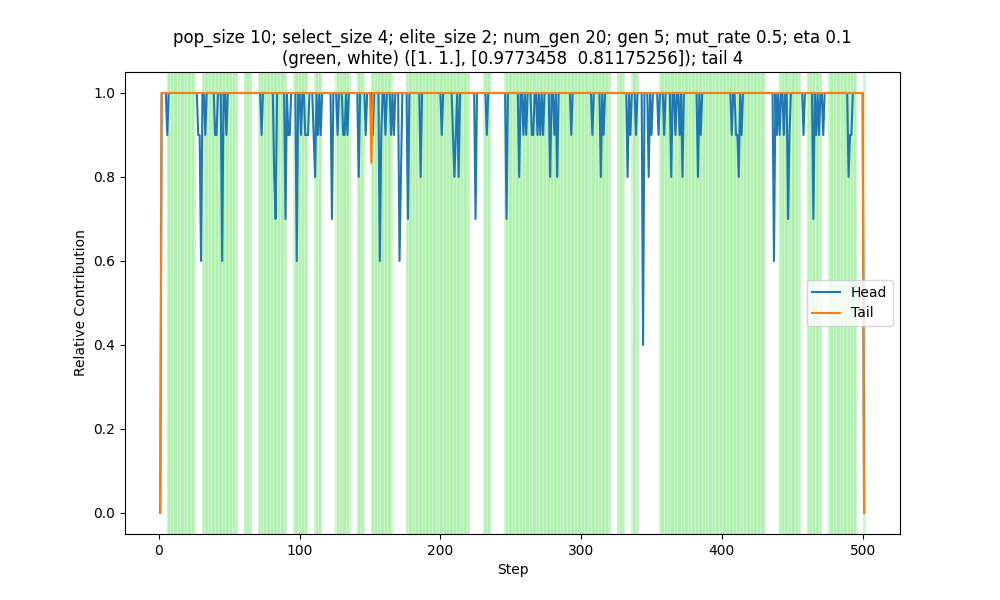 pop_size 10; select_size 4; elite_size 2; num_gen 20; gen 5; mut_rate 0.5; eta 0.1
(green, white) ([1. 1.], [0.9773458  0.81175256]); tail 4
1.0
0.8
0.6
0.4
0.2
0.0
Relative Contribution
Head
Tail
0
100
200
300
400
500
Step